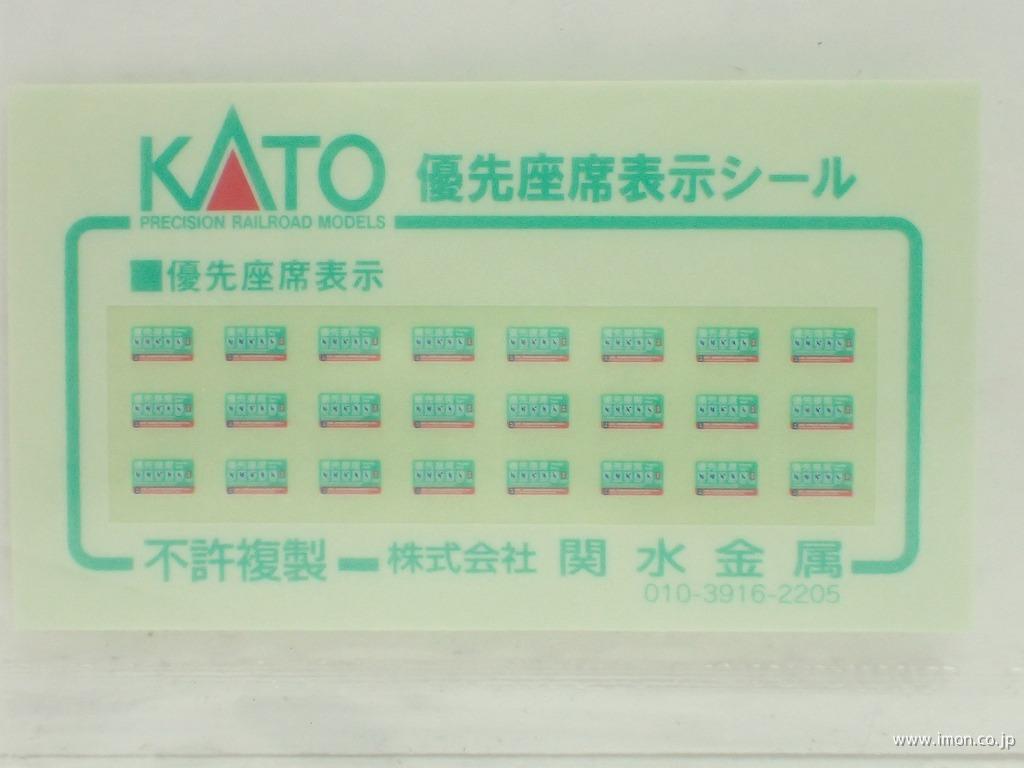 KATO 優先座席表示シール
PRECISION RAILROAD MODELS
■優先座席表示
不許複製 株式会社 関水金属
010-3916-2205
www.imon.co.jp